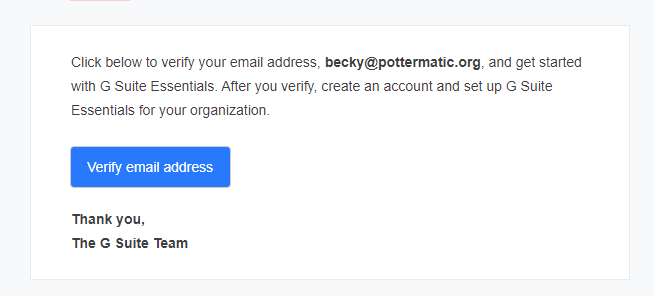 Click below to verify your email address, becky@pottermatic.org, and get started
with G Suite Essentials. After you verify, create an account and set up G Suite
Essentials for your organization.
Verify email address
Thank you,
The G Suite Team